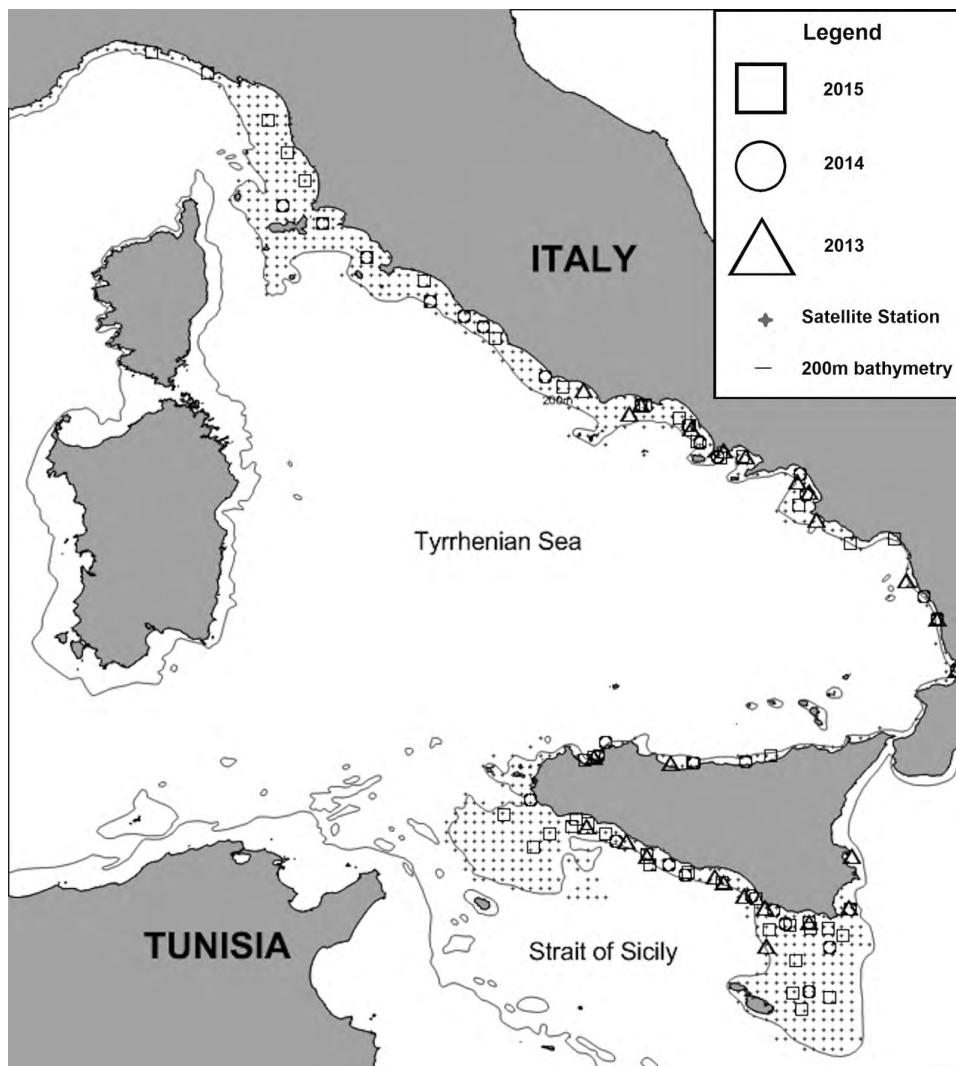 Legend
2015
2014
2013
Satellite Station
200m bathymetry
ITALY
200m
Tyrrhenian Sea
TUNISIA
Strait of Sicily